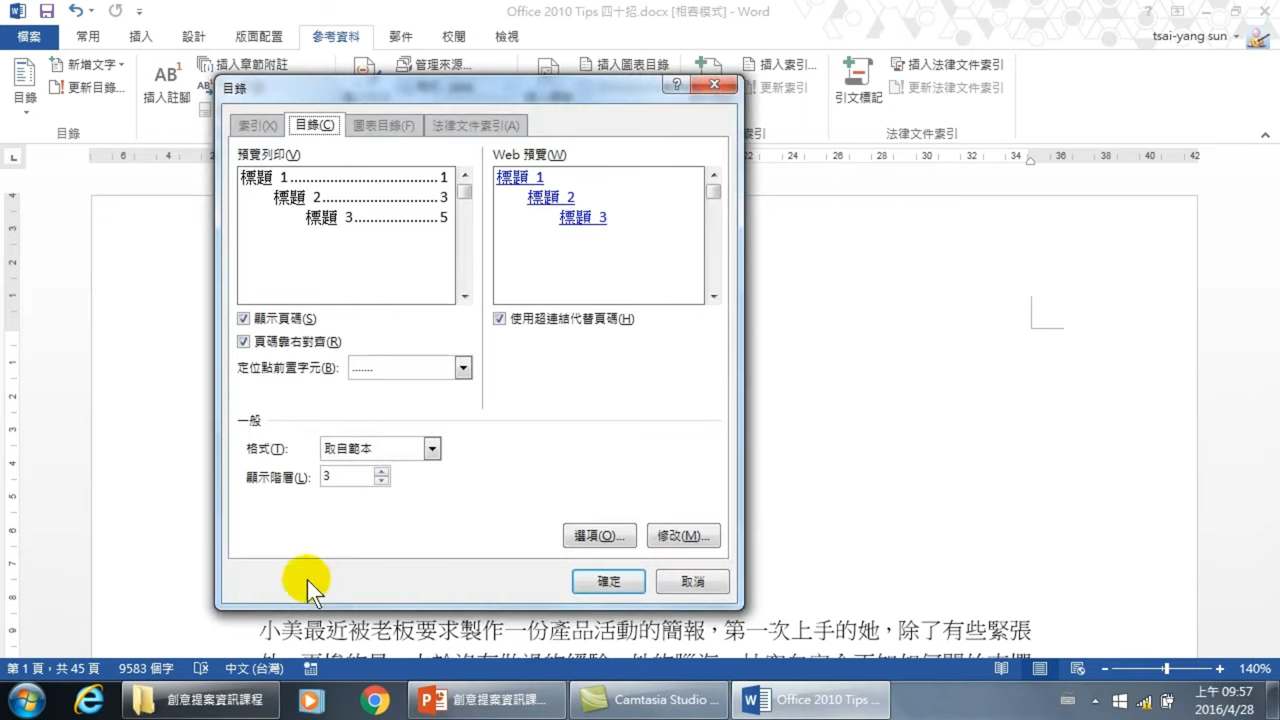 Office 2010 Tips 四十招.docx [相容模式] - Word
檔案 常用 插入 設計 版面配置 參考資料 郵件 校閱 檢視 tsai-yang sun
新增文字 插入章節附註 管理來源... 插入圖表目錄 插入索引... 插入法律文件索引
目錄 更新目錄... AB1 插入註腳 更新索引 引文標記 更新法律文件索引
目錄 索引 法律文件索引
目錄
索引(X) 目錄(C) 圖表目錄(F) 法律文件索引(A)
預覽列印(V) Web 預覽(W)
標題 1 1 標題 1
標題 2 3 標題 2
標題 3 5 標題 3
顯示頁碼(S) 使用超連結代替頁碼(H)
頁碼靠右對齊(R)
定位點前置字元(B): .......
一般
格式(T): 取自範本
顯示階層(L): 3
選項(O)... 修改(M)...
確定 取消
小美最近被老板要求製作一份產品活動的簡報，第一次上手的她，除了有些緊張
第 1 頁，共 45 頁 9583 個字 中文 (台灣) 140%
創意提案資訊課程 創意提案資訊課... Camtasia Studio ... Office 2010 Tips ... 上午 09:57
2016/4/28